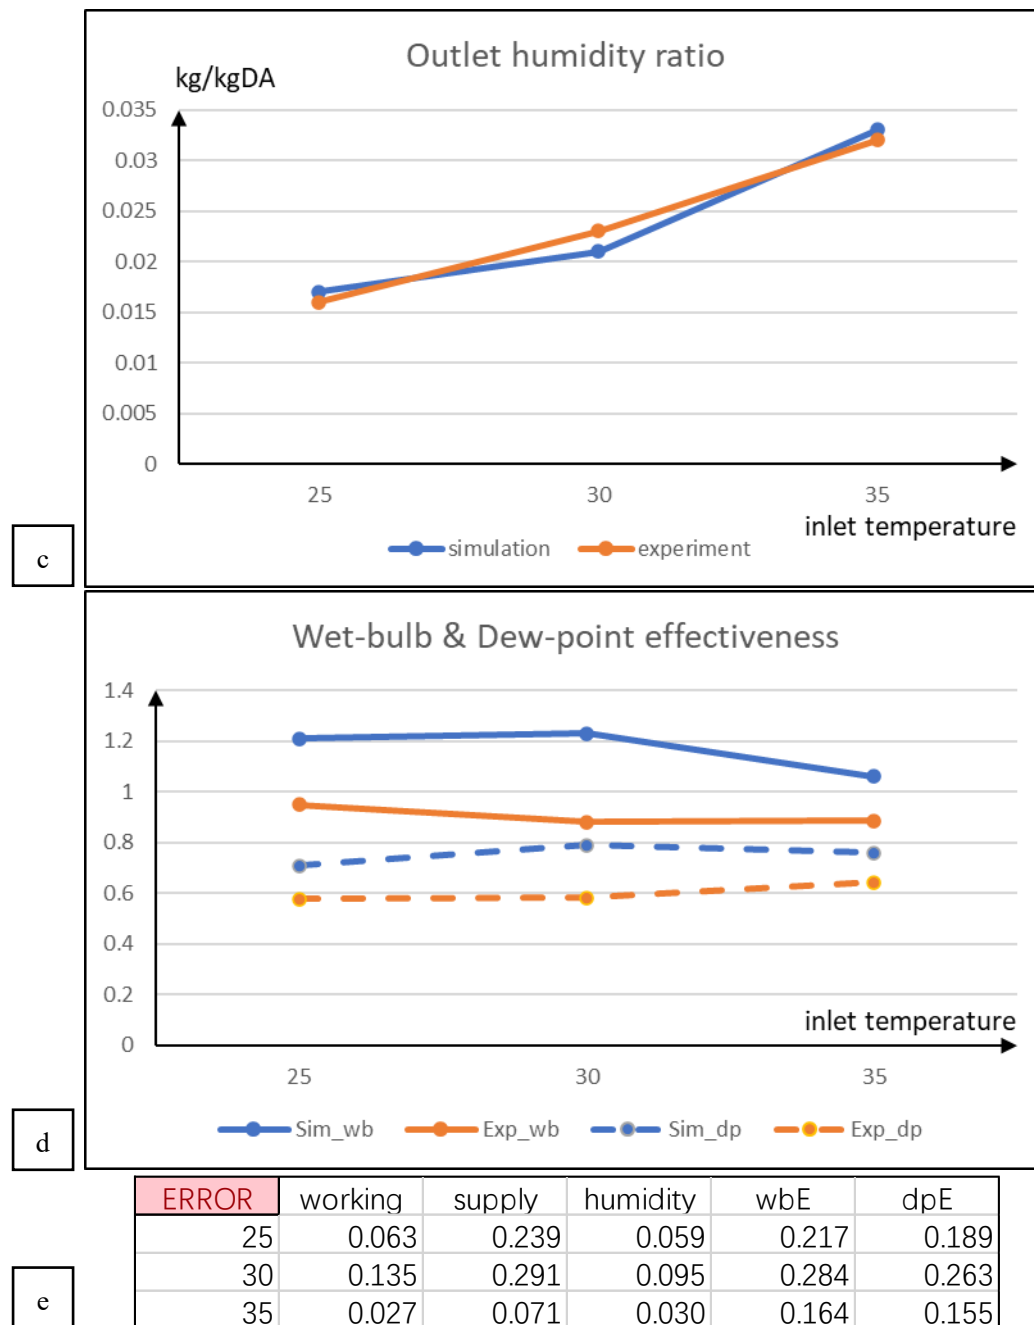 Outlet humidity ratio
kg/kgDA
0.035
0.03
0.025
0.02
0.015
0.01
0.005
0
25 30 35
inlet temperature
simulation experiment
c
Wet-bulb & Dew-point effectiveness
1.4
1.2
1
0.8
0.6
0.4
0.2
inlet temperature
0
25 30 35
Sim_wb Exp_wb Sim_dp Exp_dp
d
ERROR working supply humidity wbE dpE
25 0.063 0.239 0.059 0.217 0.189
30 0.135 0.291 0.095 0.284 0.263
35 0.027 0.071 0.030 0.164 0.155
e